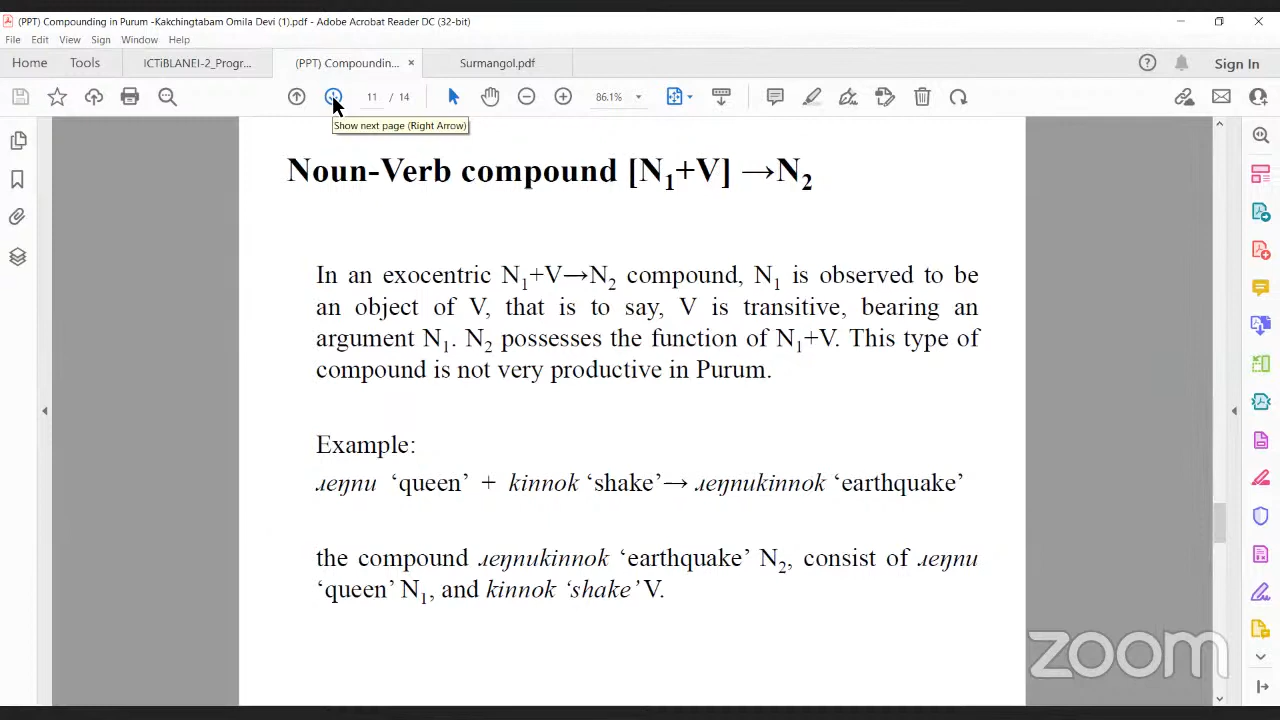 (PPT) Compounding in Purum -Kakchingtabam Omila Devi (1).pdf - Adobe Acrobat Reader DC (32-bit)
File Edit View Sign Window Help
Home Tools ICTiBLANEI-2_Progr... (PPT) Compoundin... × Surmangol.pdf Sign In
11 / 14 86.1%
Show next page (Right Arrow)
Noun-Verb compound [N₁+V] →N₂
In an exocentric N₁+V→N₂ compound, N₁ is observed to be
an object of V, that is to say, V is transitive, bearing an
argument N₁. N₂ possesses the function of N₁+V. This type of
compound is not very productive in Purum.
Example:
ɹeŋnu ‘queen’ + kinnok ‘shake’→ ɹeŋnukinnok ‘earthquake’
the compound ɹeŋnukinnok ‘earthquake’ N₂, consist of ɹeŋnu
‘queen’ N₁, and kinnok ‘shake’ V.
zoom